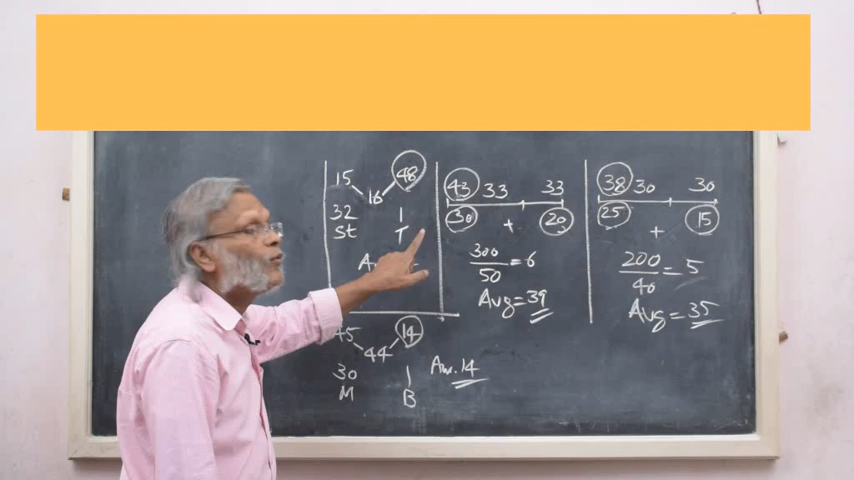 15 48
16
32 1
St T
45 14
44
30 1
M B
Ans. 14
43 33 33
30 + 20
300
50 = 6
Avg = 39
38 30 30
25 + 15
200
40 = 5
Avg = 35